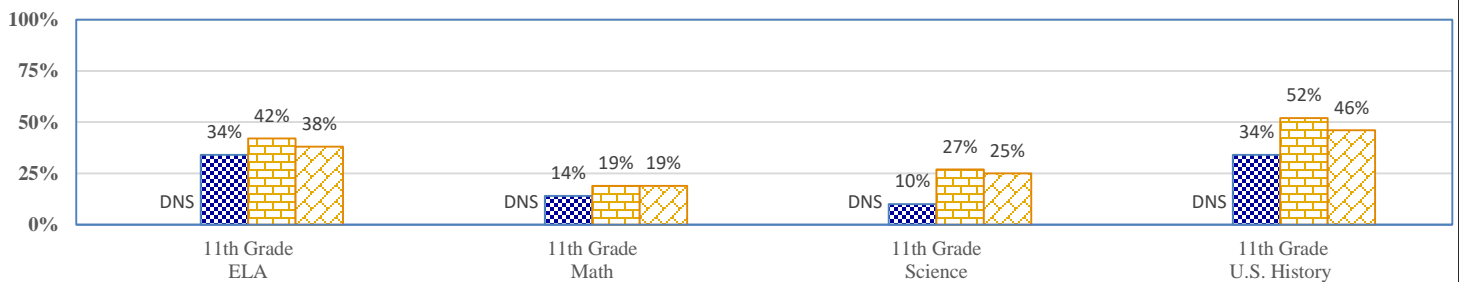 100%
75%
50%
25%
0%
DNS 34% 42% 38%
DNS 14% 19% 19%
DNS 10% 27% 25%
DNS 34% 52% 46%
11th Grade
ELA
11th Grade
Math
11th Grade
Science
11th Grade
U.S. History